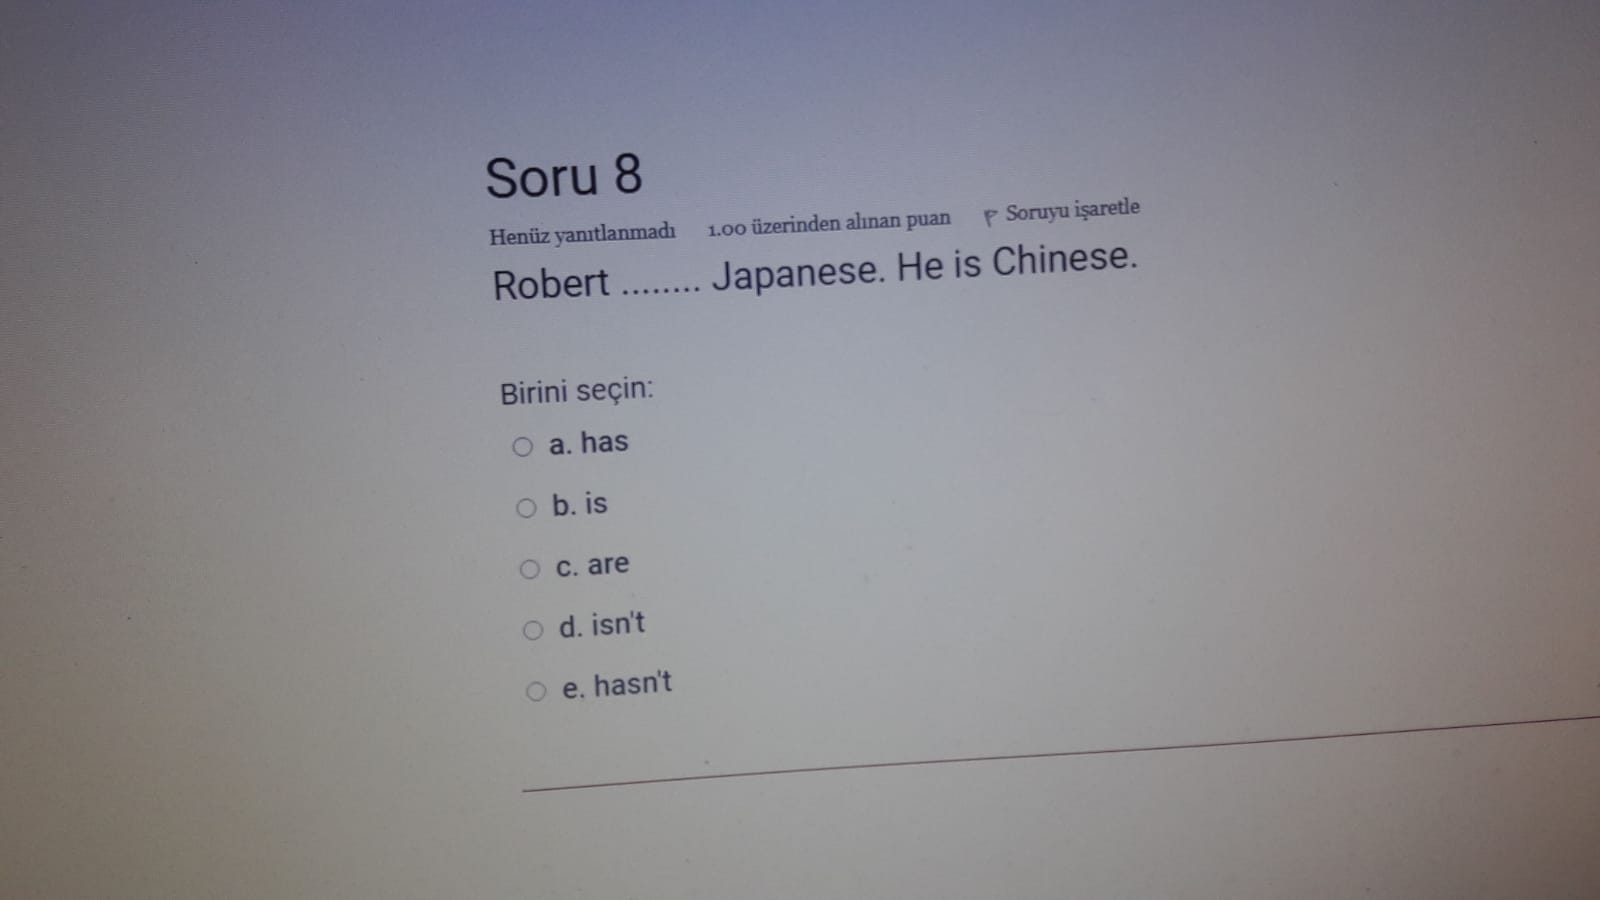 Soru 8
Henüz yanıtlanmadı 1.00 üzerinden alınan puan Soruyu işaretle
Robert ........ Japanese. He is Chinese.
Birini seçin:
a. has
b. is
c. are
d. isn't
e. hasn't